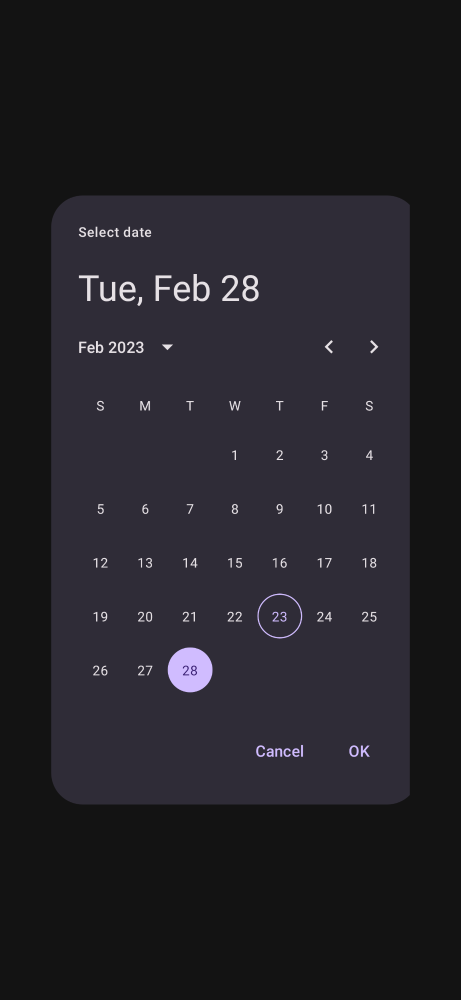 Select date
Tue, Feb 28
Feb 2023
S M T W T F S
1 2 3 4
5 6 7 8 9 10 11
12 13 14 15 16 17 18
19 20 21 22 23 24 25
26 27 28
Cancel OK